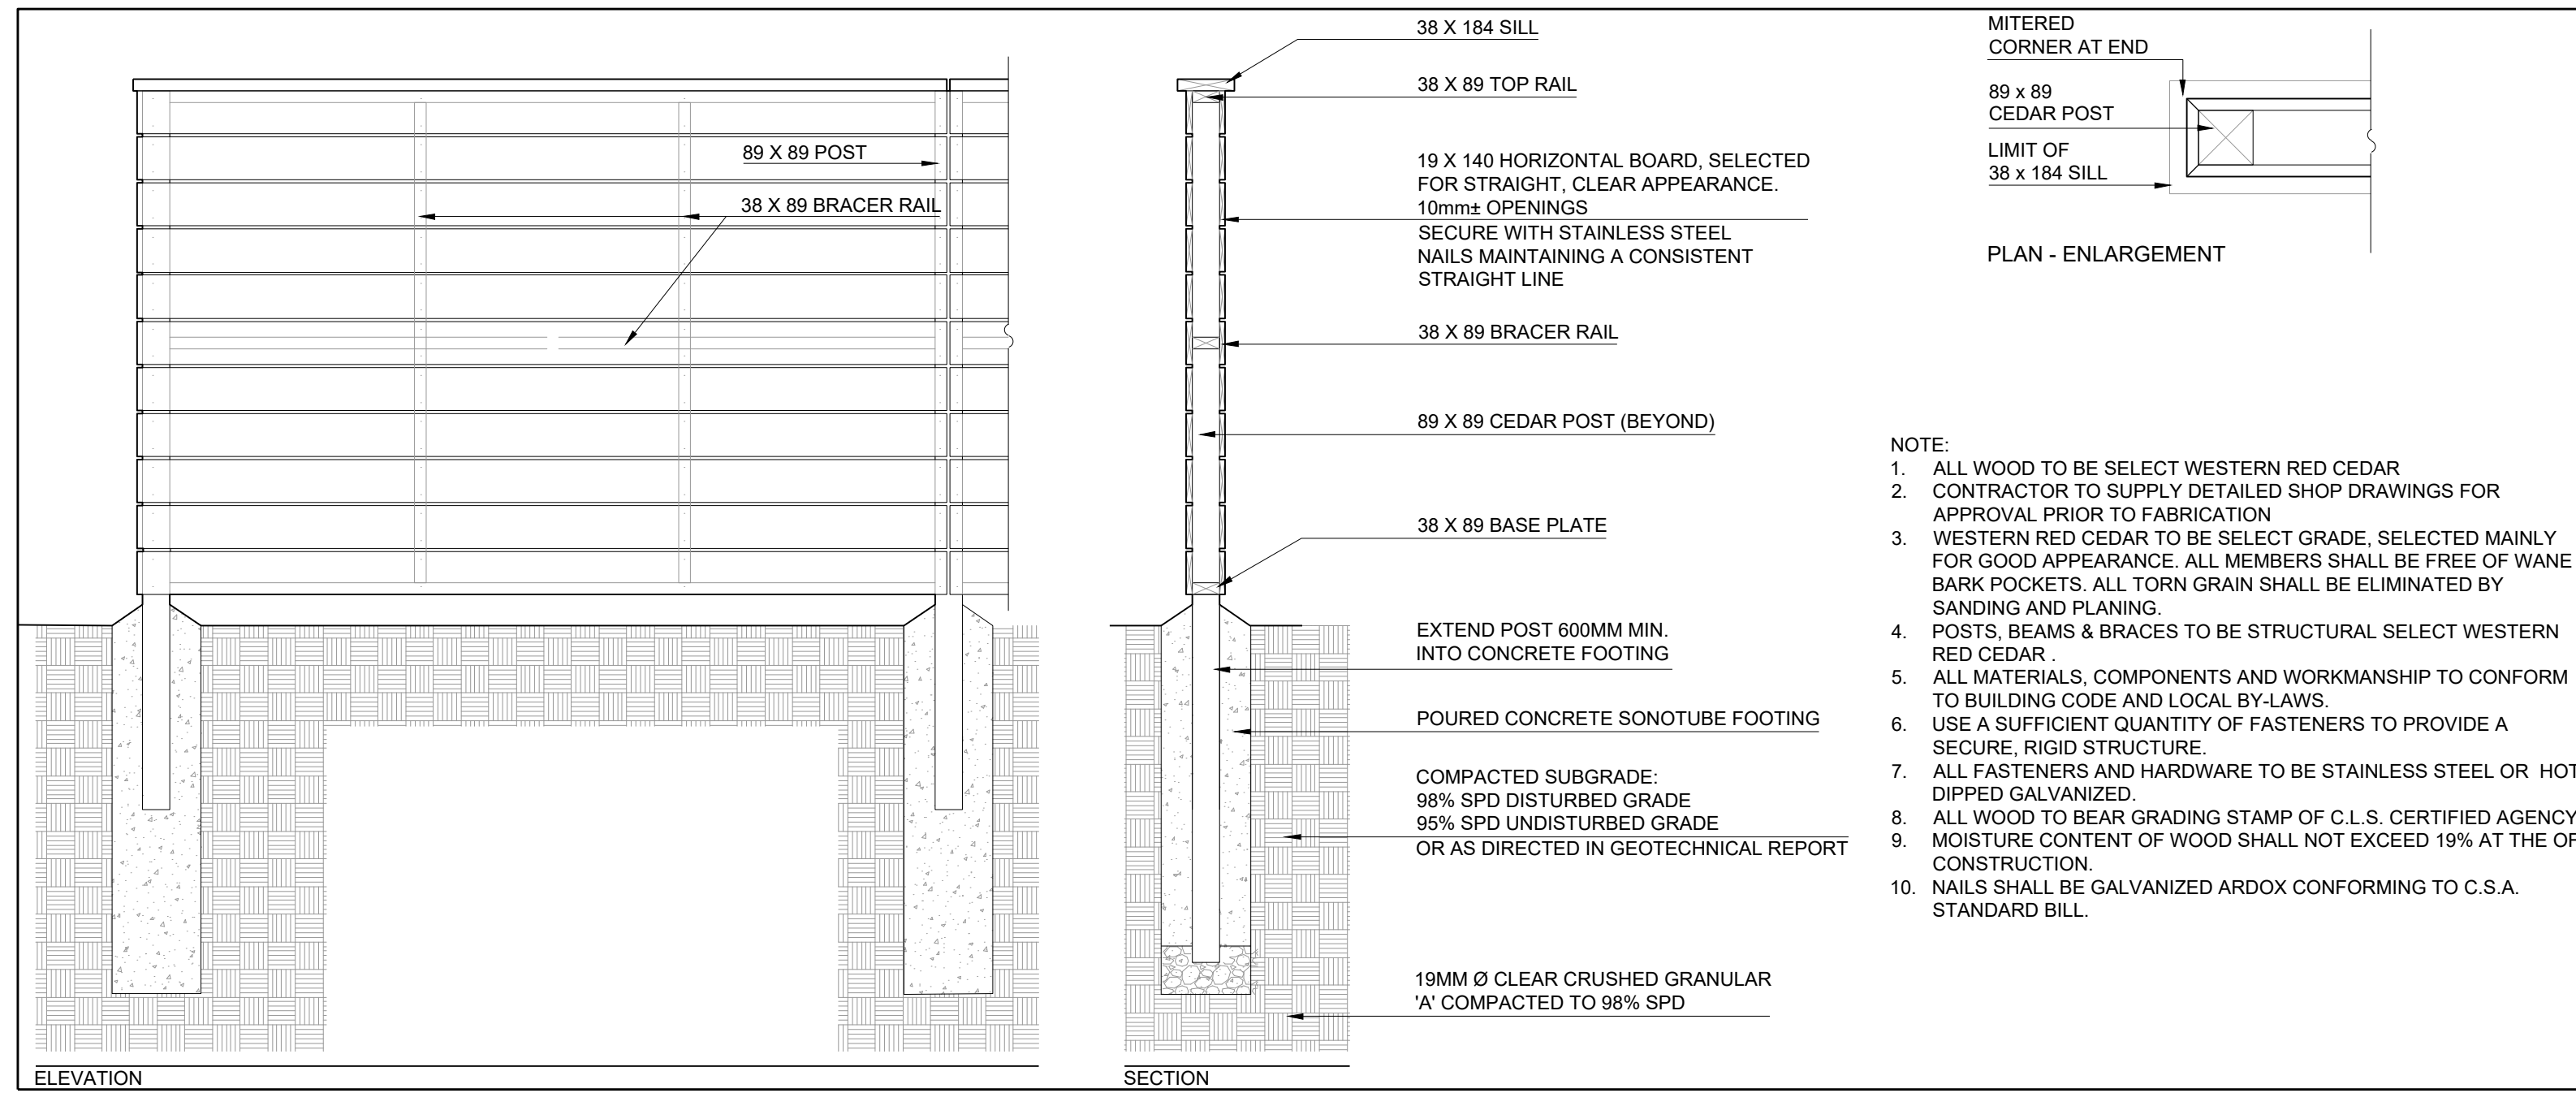 89 X 89 POST
38 X 89 BRACER RAIL
ELEVATION
38 X 184 SILL
38 X 89 TOP RAIL
19 X 140 HORIZONTAL BOARD, SELECTED
FOR STRAIGHT, CLEAR APPEARANCE.
10mm± OPENINGS
SECURE WITH STAINLESS STEEL
NAILS MAINTAINING A CONSISTENT
STRAIGHT LINE
38 X 89 BRACER RAIL
89 X 89 CEDAR POST (BEYOND)
38 X 89 BASE PLATE
EXTEND POST 600MM MIN.
INTO CONCRETE FOOTING
POURED CONCRETE SONOTUBE FOOTING
COMPACTED SUBGRADE:
98% SPD DISTURBED GRADE
95% SPD UNDISTURBED GRADE
OR AS DIRECTED IN GEOTECHNICAL REPORT
19MM Ø CLEAR CRUSHED GRANULAR
'A' COMPACTED TO 98% SPD
SECTION
MITERED
CORNER AT END
89 x 89
CEDAR POST
LIMIT OF
38 x 184 SILL
PLAN - ENLARGEMENT
NOTE:
1. ALL WOOD TO BE SELECT WESTERN RED CEDAR
2. CONTRACTOR TO SUPPLY DETAILED SHOP DRAWINGS FOR
APPROVAL PRIOR TO FABRICATION
3. WESTERN RED CEDAR TO BE SELECT GRADE, SELECTED MAINLY
FOR GOOD APPEARANCE. ALL MEMBERS SHALL BE FREE OF WANE
BARK POCKETS. ALL TORN GRAIN SHALL BE ELIMINATED BY
SANDING AND PLANING.
4. POSTS, BEAMS & BRACES TO BE STRUCTURAL SELECT WESTERN
RED CEDAR .
5. ALL MATERIALS, COMPONENTS AND WORKMANSHIP TO CONFORM
TO BUILDING CODE AND LOCAL BY-LAWS.
6. USE A SUFFICIENT QUANTITY OF FASTENERS TO PROVIDE A
SECURE, RIGID STRUCTURE.
7. ALL FASTENERS AND HARDWARE TO BE STAINLESS STEEL OR HOT
DIPPED GALVANIZED.
8. ALL WOOD TO BEAR GRADING STAMP OF C.L.S. CERTIFIED AGENCY
9. MOISTURE CONTENT OF WOOD SHALL NOT EXCEED 19% AT THE OF
CONSTRUCTION.
10. NAILS SHALL BE GALVANIZED ARDOX CONFORMING TO C.S.A.
STANDARD BILL.